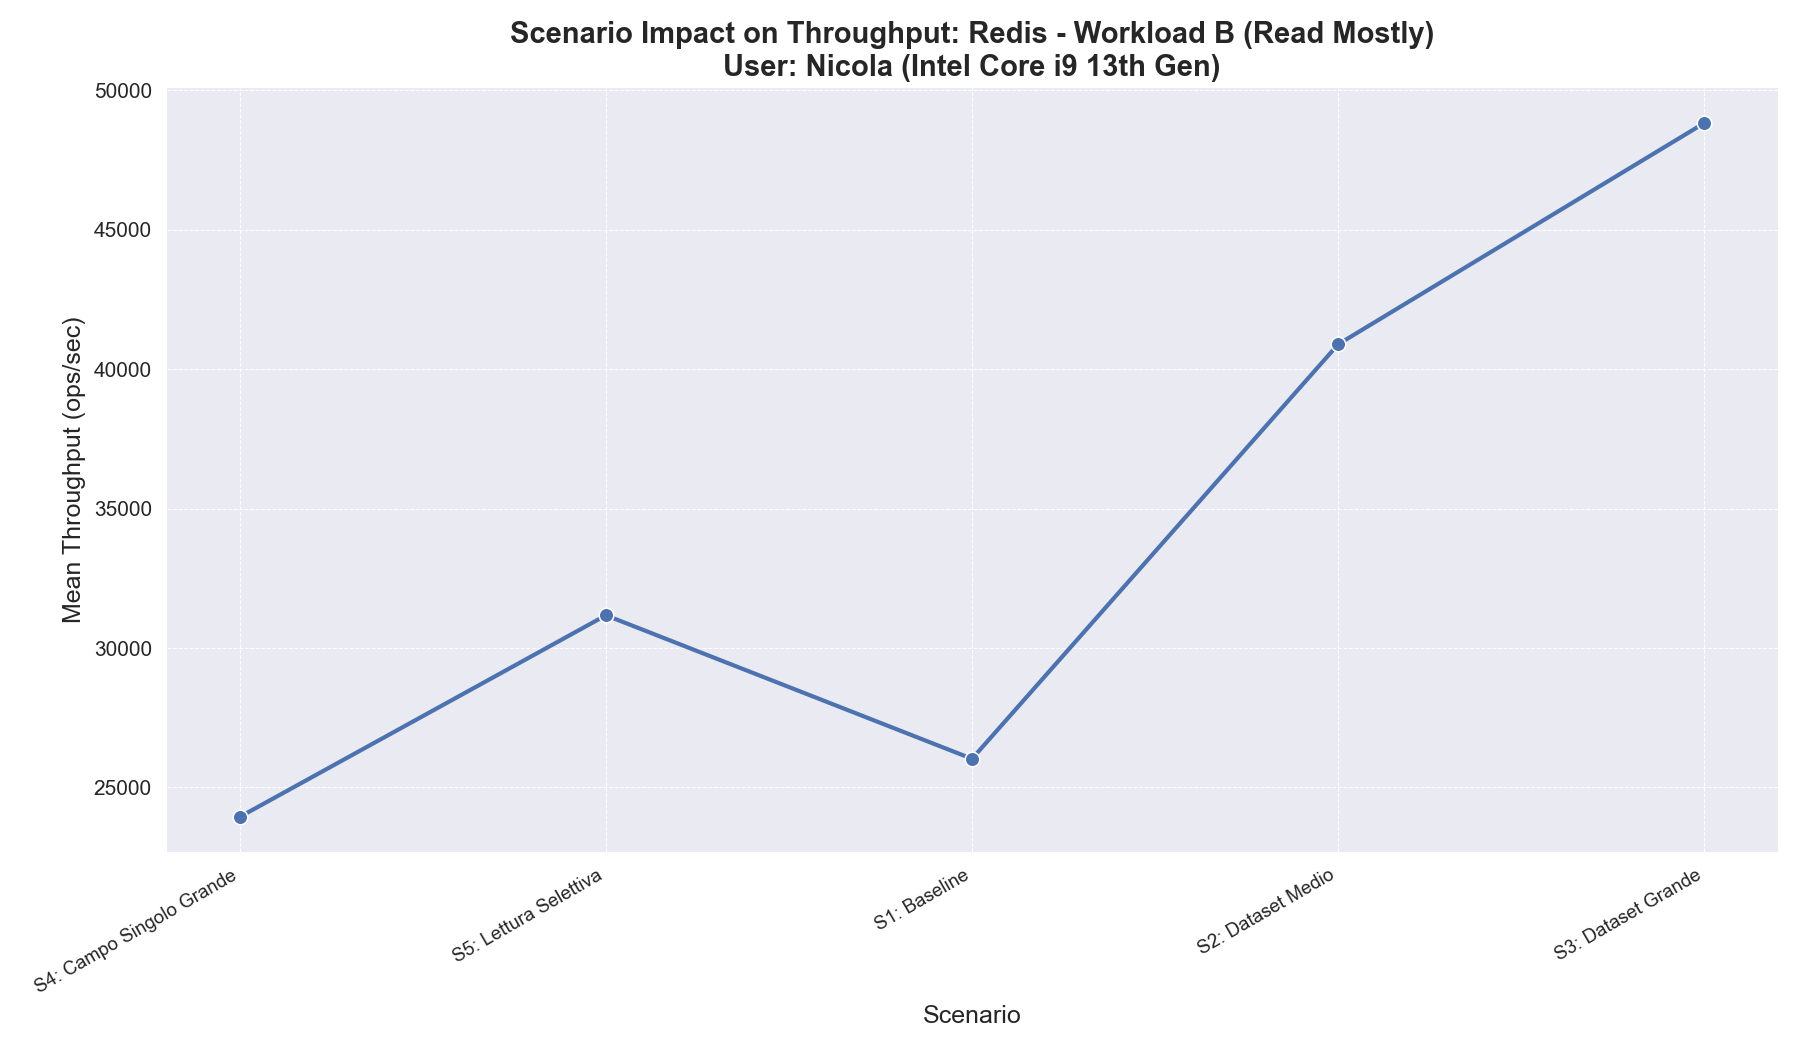 Scenario Impact on Throughput: Redis - Workload B (Read Mostly)
User: Nicola (Intel Core i9 13th Gen)
Mean Throughput (ops/sec)
50000
45000
40000
35000
30000
25000
S4: Campo Singolo Grande
S5: Lettura Selettiva
S1: Baseline
S2: Dataset Medio
S3: Dataset Grande
Scenario